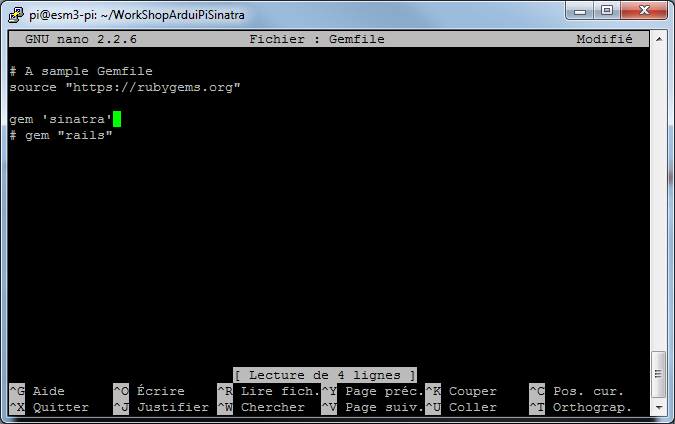 pi@esm3-pi: ~/WorkShopArduiPiSinatra
GNU nano 2.2.6 Fichier : Gemfile Modifié
# A sample Gemfile
source "https://rubygems.org"
gem 'sinatra'
# gem "rails"
[ Lecture de 4 lignes ]
^G Aide ^O Écrire ^R Lire fich. ^Y Page préc. ^K Couper ^C Pos. cur.
^X Quitter ^J Justifier ^W Chercher ^V Page suiv. ^U Coller ^T Orthograp.